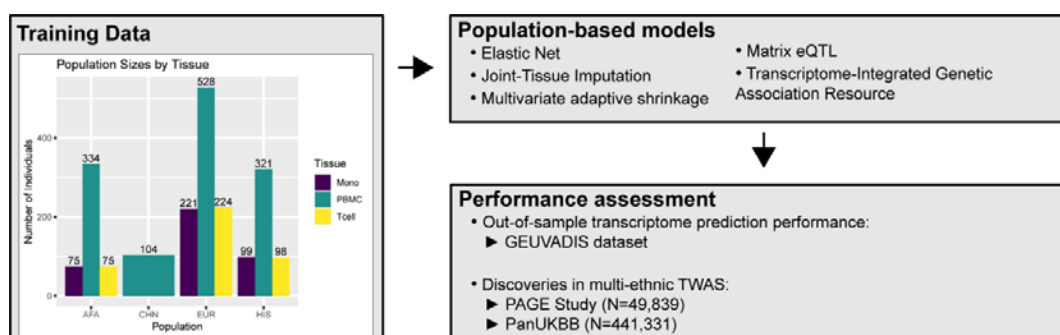 Training Data
Population Sizes by Tissue
Number of Individuals
400
200
0
75
334
75
104
221
528
224
99
321
98
AFA
CHN
EUR
HIS
Population
Tissue
Mono
PBMC
Tcell
Population-based models
• Elastic Net
• Joint-Tissue Imputation
• Multivariate adaptive shrinkage
• Matrix eQTL
• Transcriptome-Integrated Genetic
Association Resource
Performance assessment
• Out-of-sample transcriptome prediction performance:
► GEUVADIS dataset
• Discoveries in multi-ethnic TWAS:
► PAGE Study (N=49,839)
► PanUKBB (N=441,331)